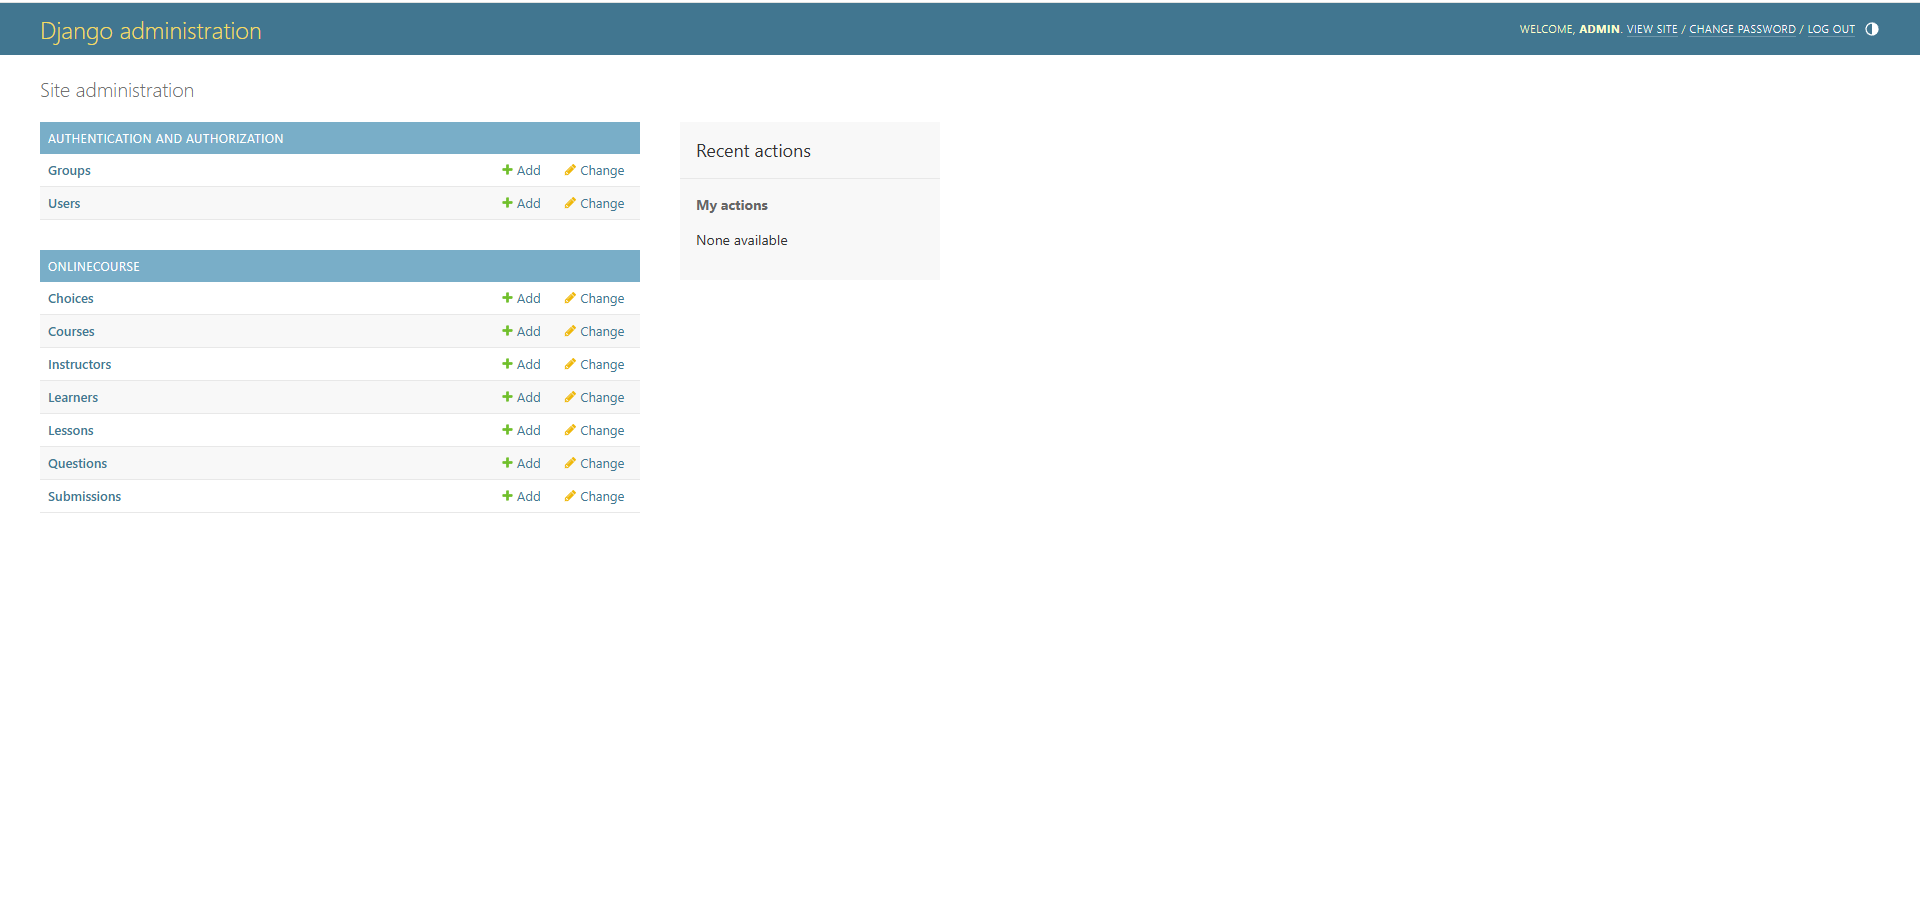 Django administration
WELCOME, ADMIN. VIEW SITE / CHANGE PASSWORD / LOG OUT
Site administration
AUTHENTICATION AND AUTHORIZATION
Groups Add Change
Users Add Change
ONLINECOURSE
Choices Add Change
Courses Add Change
Instructors Add Change
Learners Add Change
Lessons Add Change
Questions Add Change
Submissions Add Change
Recent actions
My actions
None available